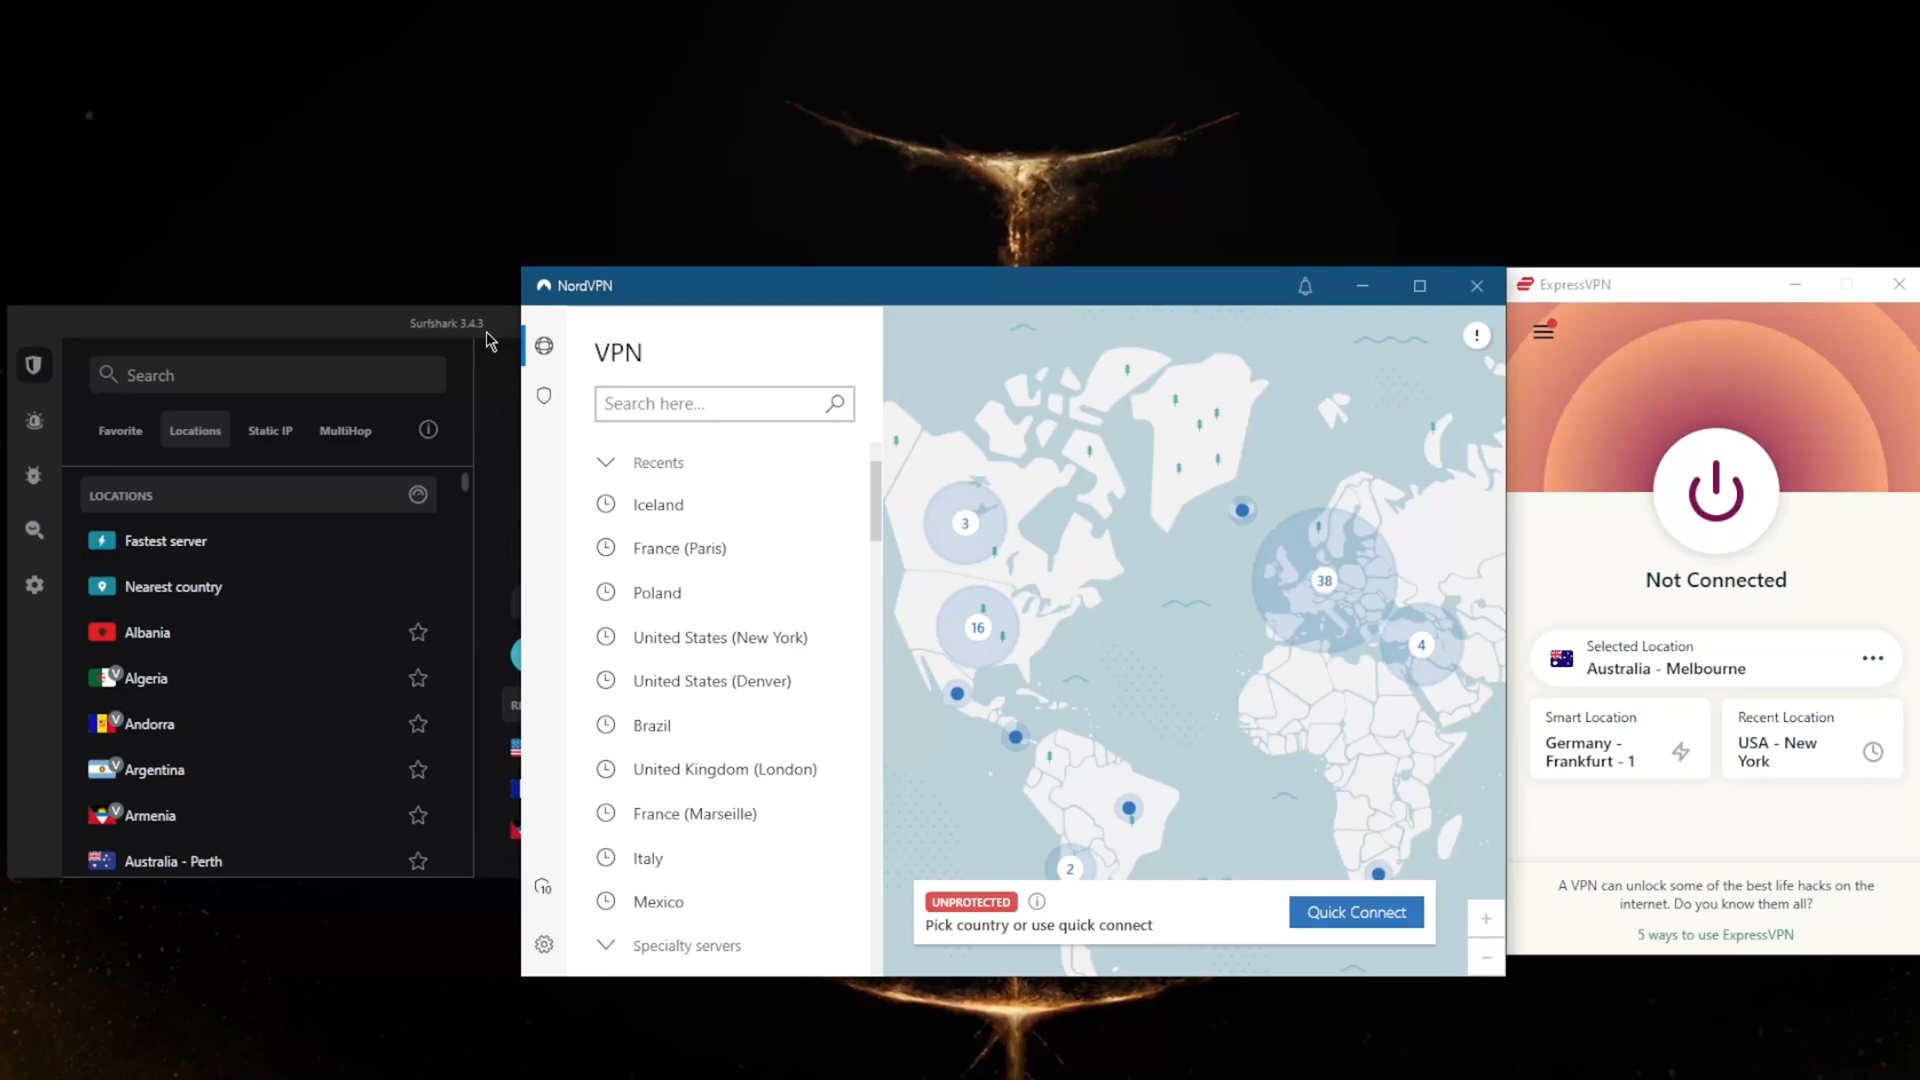 Surfshark 3.4.3
Search
Favorite
Locations
Static IP
MultiHop
LOCATIONS
Fastest server
Nearest country
Albania
V
Algeria
V
Andorra
V
Argentina
V
Armenia
Australia - Perth
NordVPN
VPN
Search here...
Recents
Iceland
France (Paris)
Poland
United States (New York)
United States (Denver)
Brazil
United Kingdom (London)
France (Marseille)
Italy
Mexico
Specialty servers
10
3
16
38
4
2
!
UNPROTECTED
Pick country or use quick connect
Quick Connect
+
−
ExpressVPN
Not Connected
Selected Location
Australia - Melbourne
Smart Location
Germany -
Frankfurt - 1
Recent Location
USA - New
York
A VPN can unlock some of the best life hacks on the
internet. Do you know them all?
5 ways to use ExpressVPN